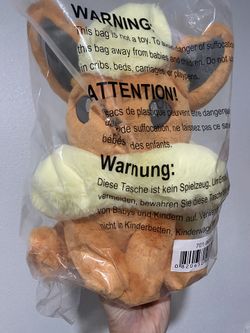 WARNING:
This bag is not a toy. To avoid danger of suffocation,
this bag away from babies and children. Do not use
in cribs, beds, carriages or playpens.
ATTENTION!
sacs de plastique peuvent être dangereux
de suffocation, ne laissez pas ce
bébés des enfants.
Warnung:
Diese Tasche ist kein Spielzeug. Um
vermeiden, bewahren Sie diese Tasche
von Babys und Kindern auf. Verwenden
nicht in Kinderbetten, Kinderwagen
701-